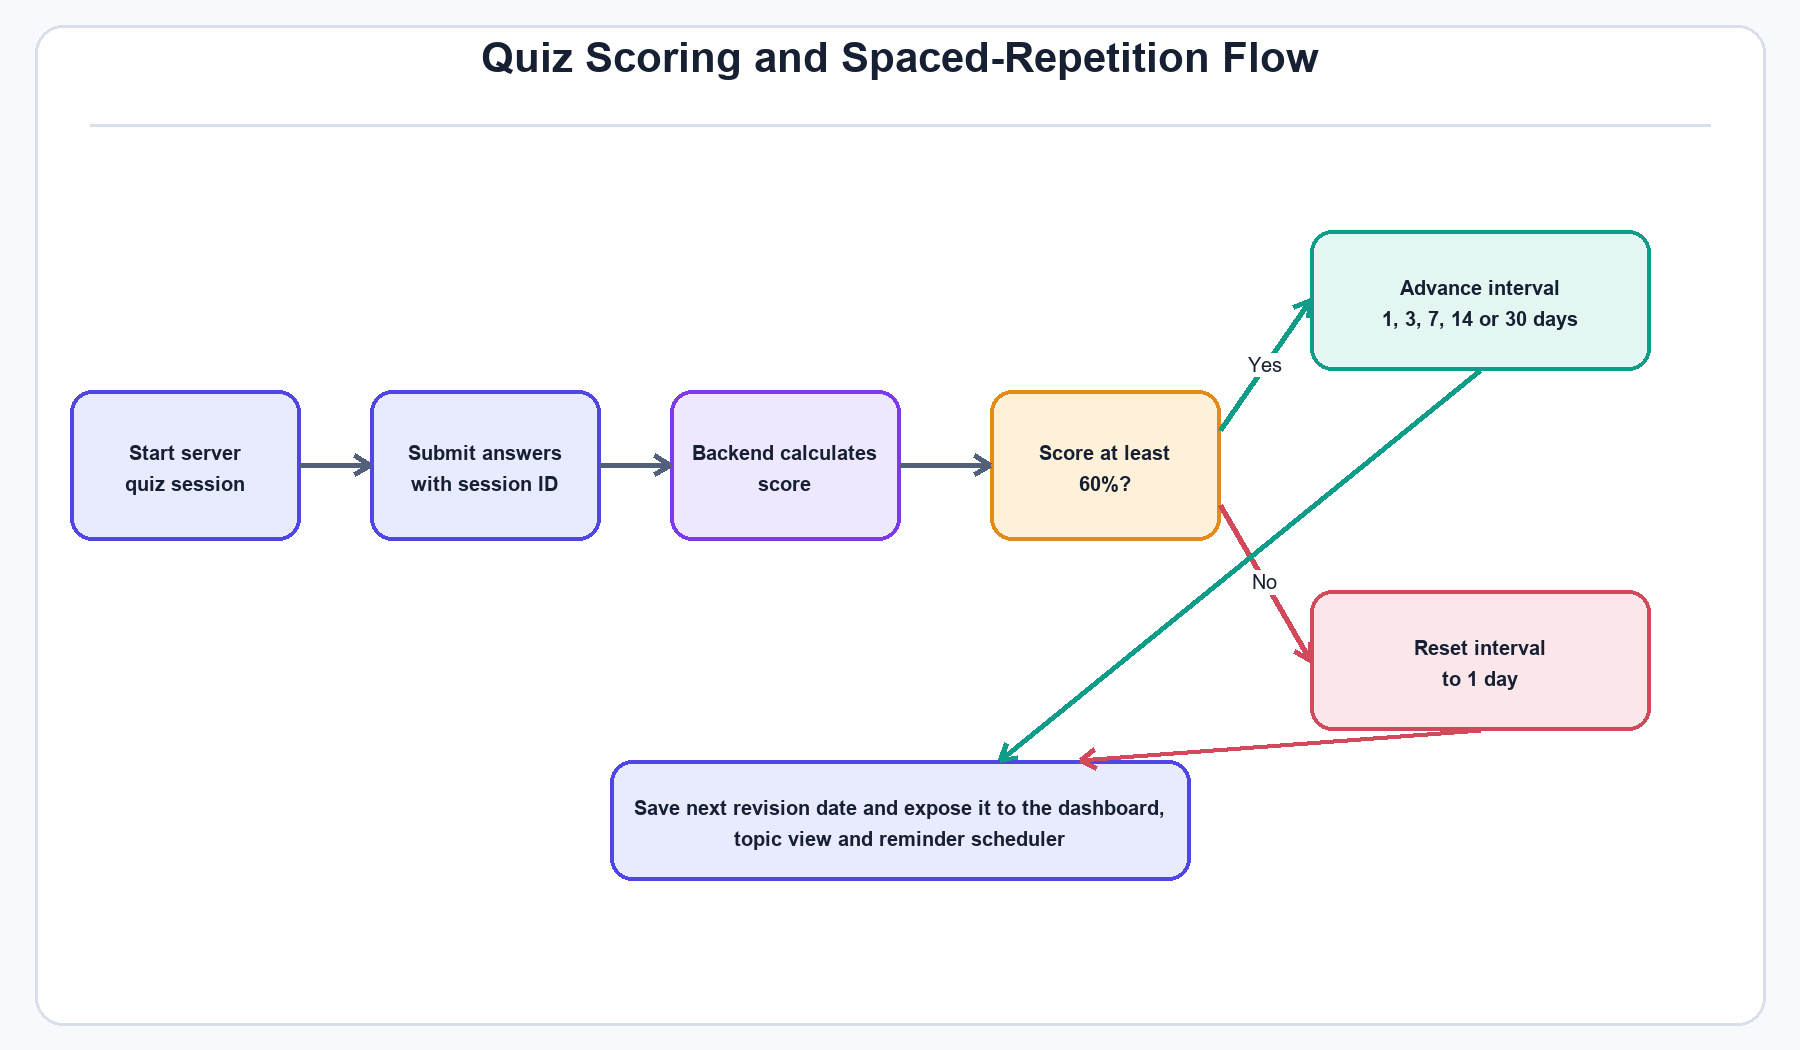 Quiz Scoring and Spaced-Repetition Flow
Start server
quiz session
Submit answers
with session ID
Backend calculates
score
Score at least
60%?
Yes
Advance interval
1, 3, 7, 14 or 30 days
No
Reset interval
to 1 day
Save next revision date and expose it to the dashboard,
topic view and reminder scheduler